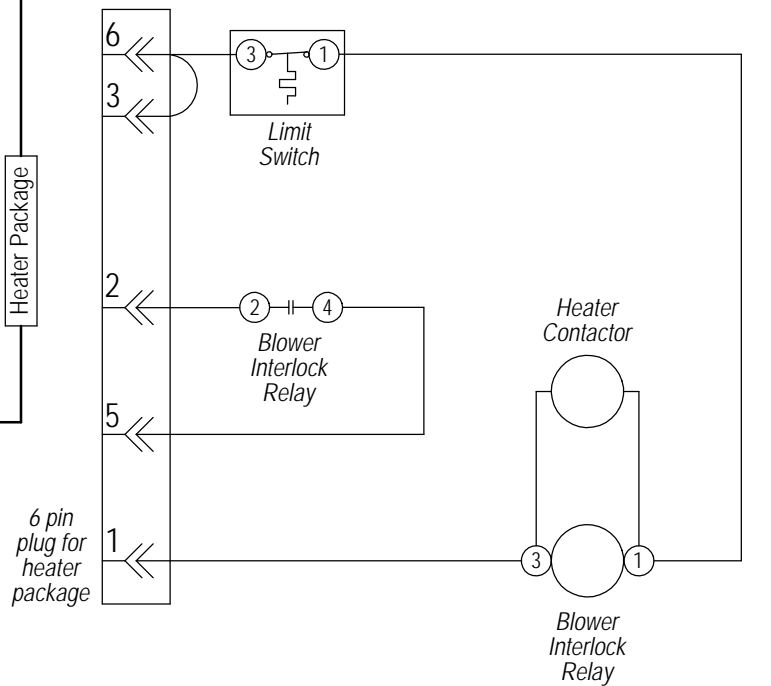 6
3
1
3
Limit
Switch
Heater Package
2
2
4
Blower
Interlock
Relay
Heater
Contactor
5
6 pin
plug for
heater
package
1
3
1
Blower
Interlock
Relay